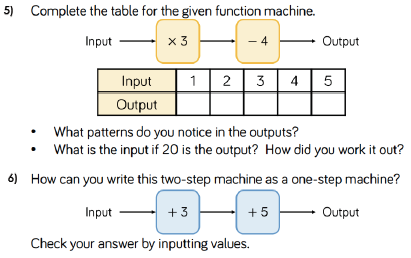 5) Complete the table for the given function machine.
Input × 3 − 4 Output
Input 1 2 3 4 5
Output
• What patterns do you notice in the outputs?
• What is the input if 20 is the output? How did you work it out?
6) How can you write this two-step machine as a one-step machine?
Input + 3 + 5 Output
Check your answer by inputting values.